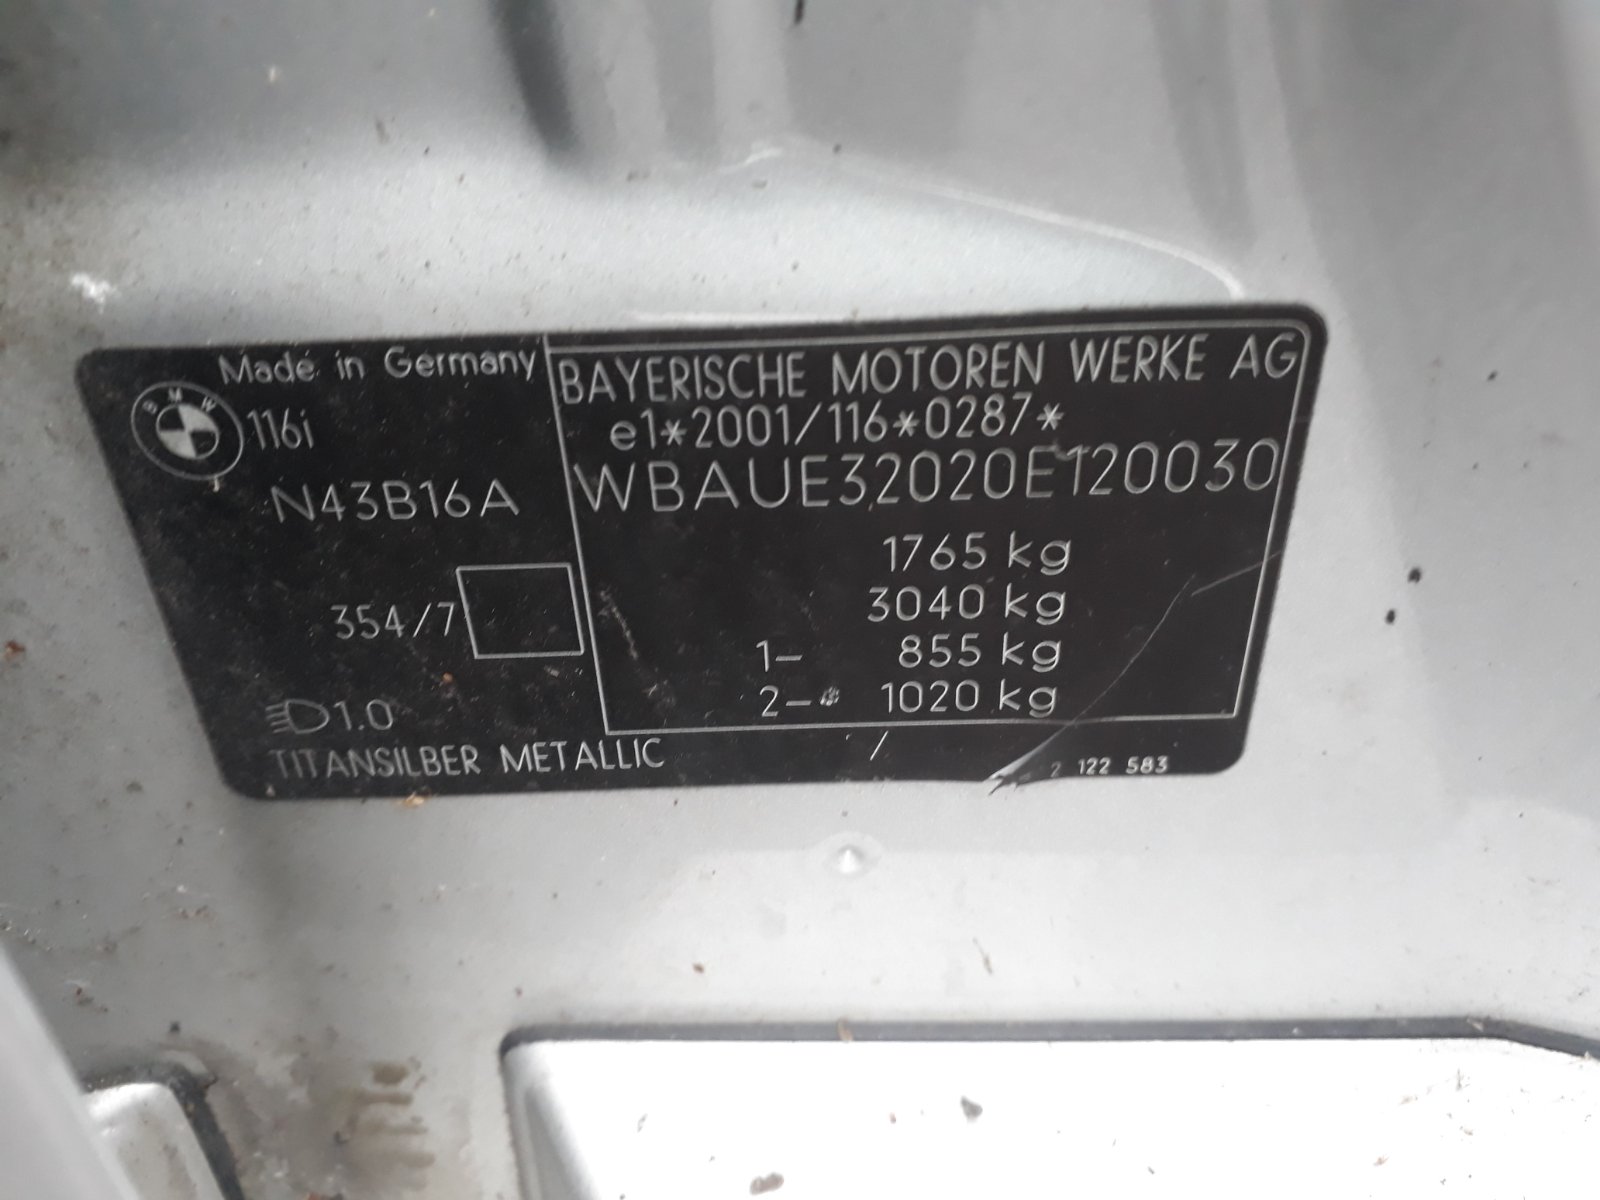 Made in Germany
BMW
116i
N43B16A
354/7
1.0
TITANSILBER METALLIC
BAYERISCHE MOTOREN WERKE AG
e1*2001/116*0287*
WBAUE32020E120030
1765 kg
3040 kg
1- 855 kg
2- 1020 kg
/
2 122 583